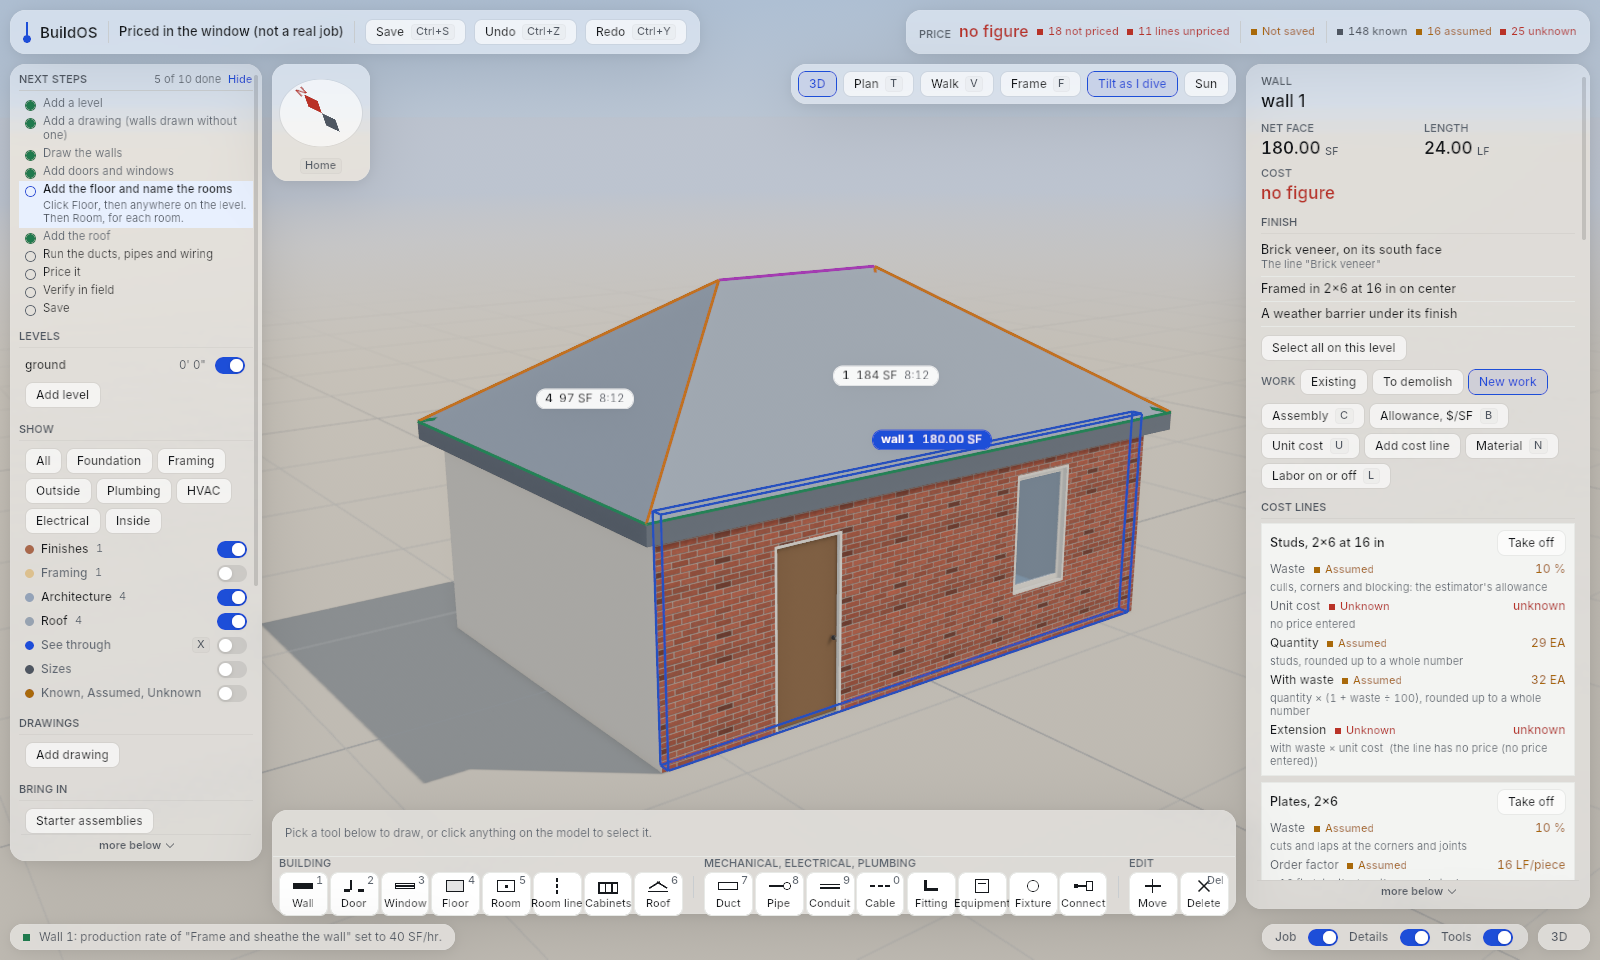 BuildOS
Priced in the window (not a real job)
Save Ctrl+S
Undo Ctrl+Z
Redo Ctrl+Y
PRICE no figure 18 not priced 11 lines unpriced Not saved 148 known 16 assumed 25 unknown
NEXT STEPS 5 of 10 done Hide
Add a level
Add a drawing (walls drawn without
one)
Draw the walls
Add doors and windows
Add the floor and name the rooms
Click Floor, then anywhere on the level.
Then Room, for each room.
Add the roof
Run the ducts, pipes and wiring
Price it
Verify in field
Save
LEVELS
ground 0' 0"
Add level
SHOW
All Foundation Framing
Outside Plumbing HVAC
Electrical Inside
Finishes 1
Framing 1
Architecture 4
Roof 4
See through X
Sizes
Known, Assumed, Unknown
DRAWINGS
Add drawing
BRING IN
Starter assemblies
more below
N
Home
3D Plan T Walk V Frame F Tilt as I dive Sun
4 97 SF 8:12
1 184 SF 8:12
wall 1 180.00 SF
Pick a tool below to draw, or click anything on the model to select it.
BUILDING
1 Wall
2 Door
3 Window
4 Floor
5 Room
Room line
Cabinets
6 Roof
MECHANICAL, ELECTRICAL, PLUMBING
7 Duct
8 Pipe
9 Conduit
0 Cable
Fitting
Equipment
Fixture
Connect
EDIT
Move
Del Delete
WALL
wall 1
NET FACE LENGTH
180.00 SF 24.00 LF
COST
no figure
FINISH
Brick veneer, on its south face
The line "Brick veneer"
Framed in 2×6 at 16 in on center
A weather barrier under its finish
Select all on this level
WORK Existing To demolish New work
Assembly C Allowance, $/SF B
Unit cost U Add cost line Material N
Labor on or off L
COST LINES
Studs, 2×6 at 16 in Take off
Waste Assumed 10 %
culls, corners and blocking: the estimator's allowance
Unit cost Unknown unknown
no price entered
Quantity Assumed 29 EA
studs, rounded up to a whole number
With waste Assumed 32 EA
quantity × (1 + waste ÷ 100), rounded up to a whole
number
Extension Unknown unknown
with waste × unit cost (the line has no price (no price
entered))
Plates, 2×6 Take off
Waste Assumed 10 %
cuts and laps at the corners and joints
Order factor Assumed 16 LF/piece
more below
Wall 1: production rate of "Frame and sheathe the wall" set to 40 SF/hr.
Job Details Tools 3D